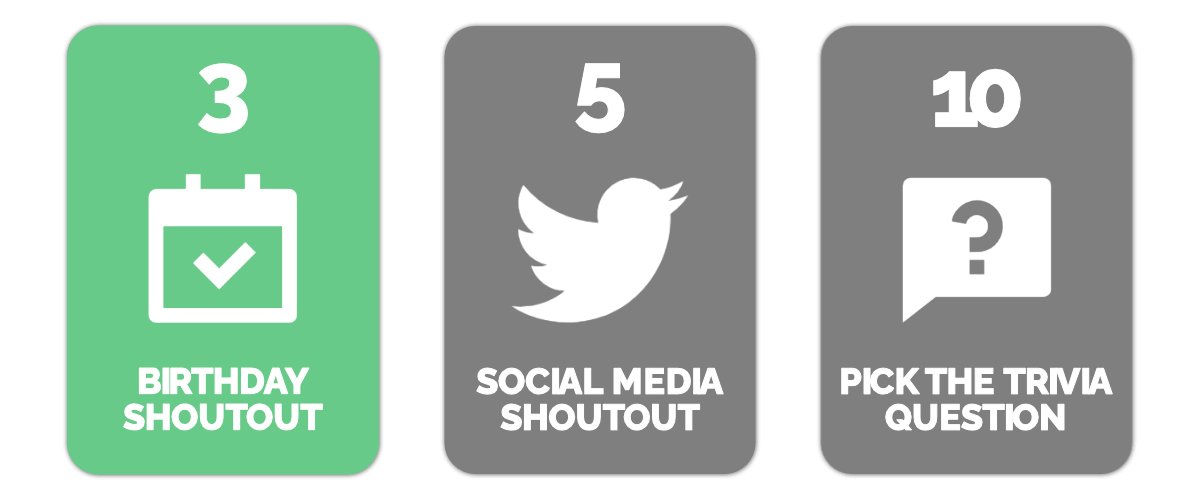 3
BIRTHDAY
SHOUTOUT
5
SOCIAL MEDIA
SHOUTOUT
10
?
PICK THE TRIVIA
QUESTION